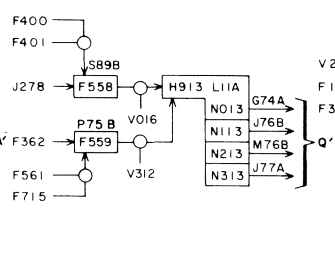 F400
F401
S89B
J278
F558
V016
H913 L11A
N013
G74A
N113
J76B
N213
M76B
N313
J77A
P75B
F362
F559
V312
F561
F715
V2
F1
F3
Q'